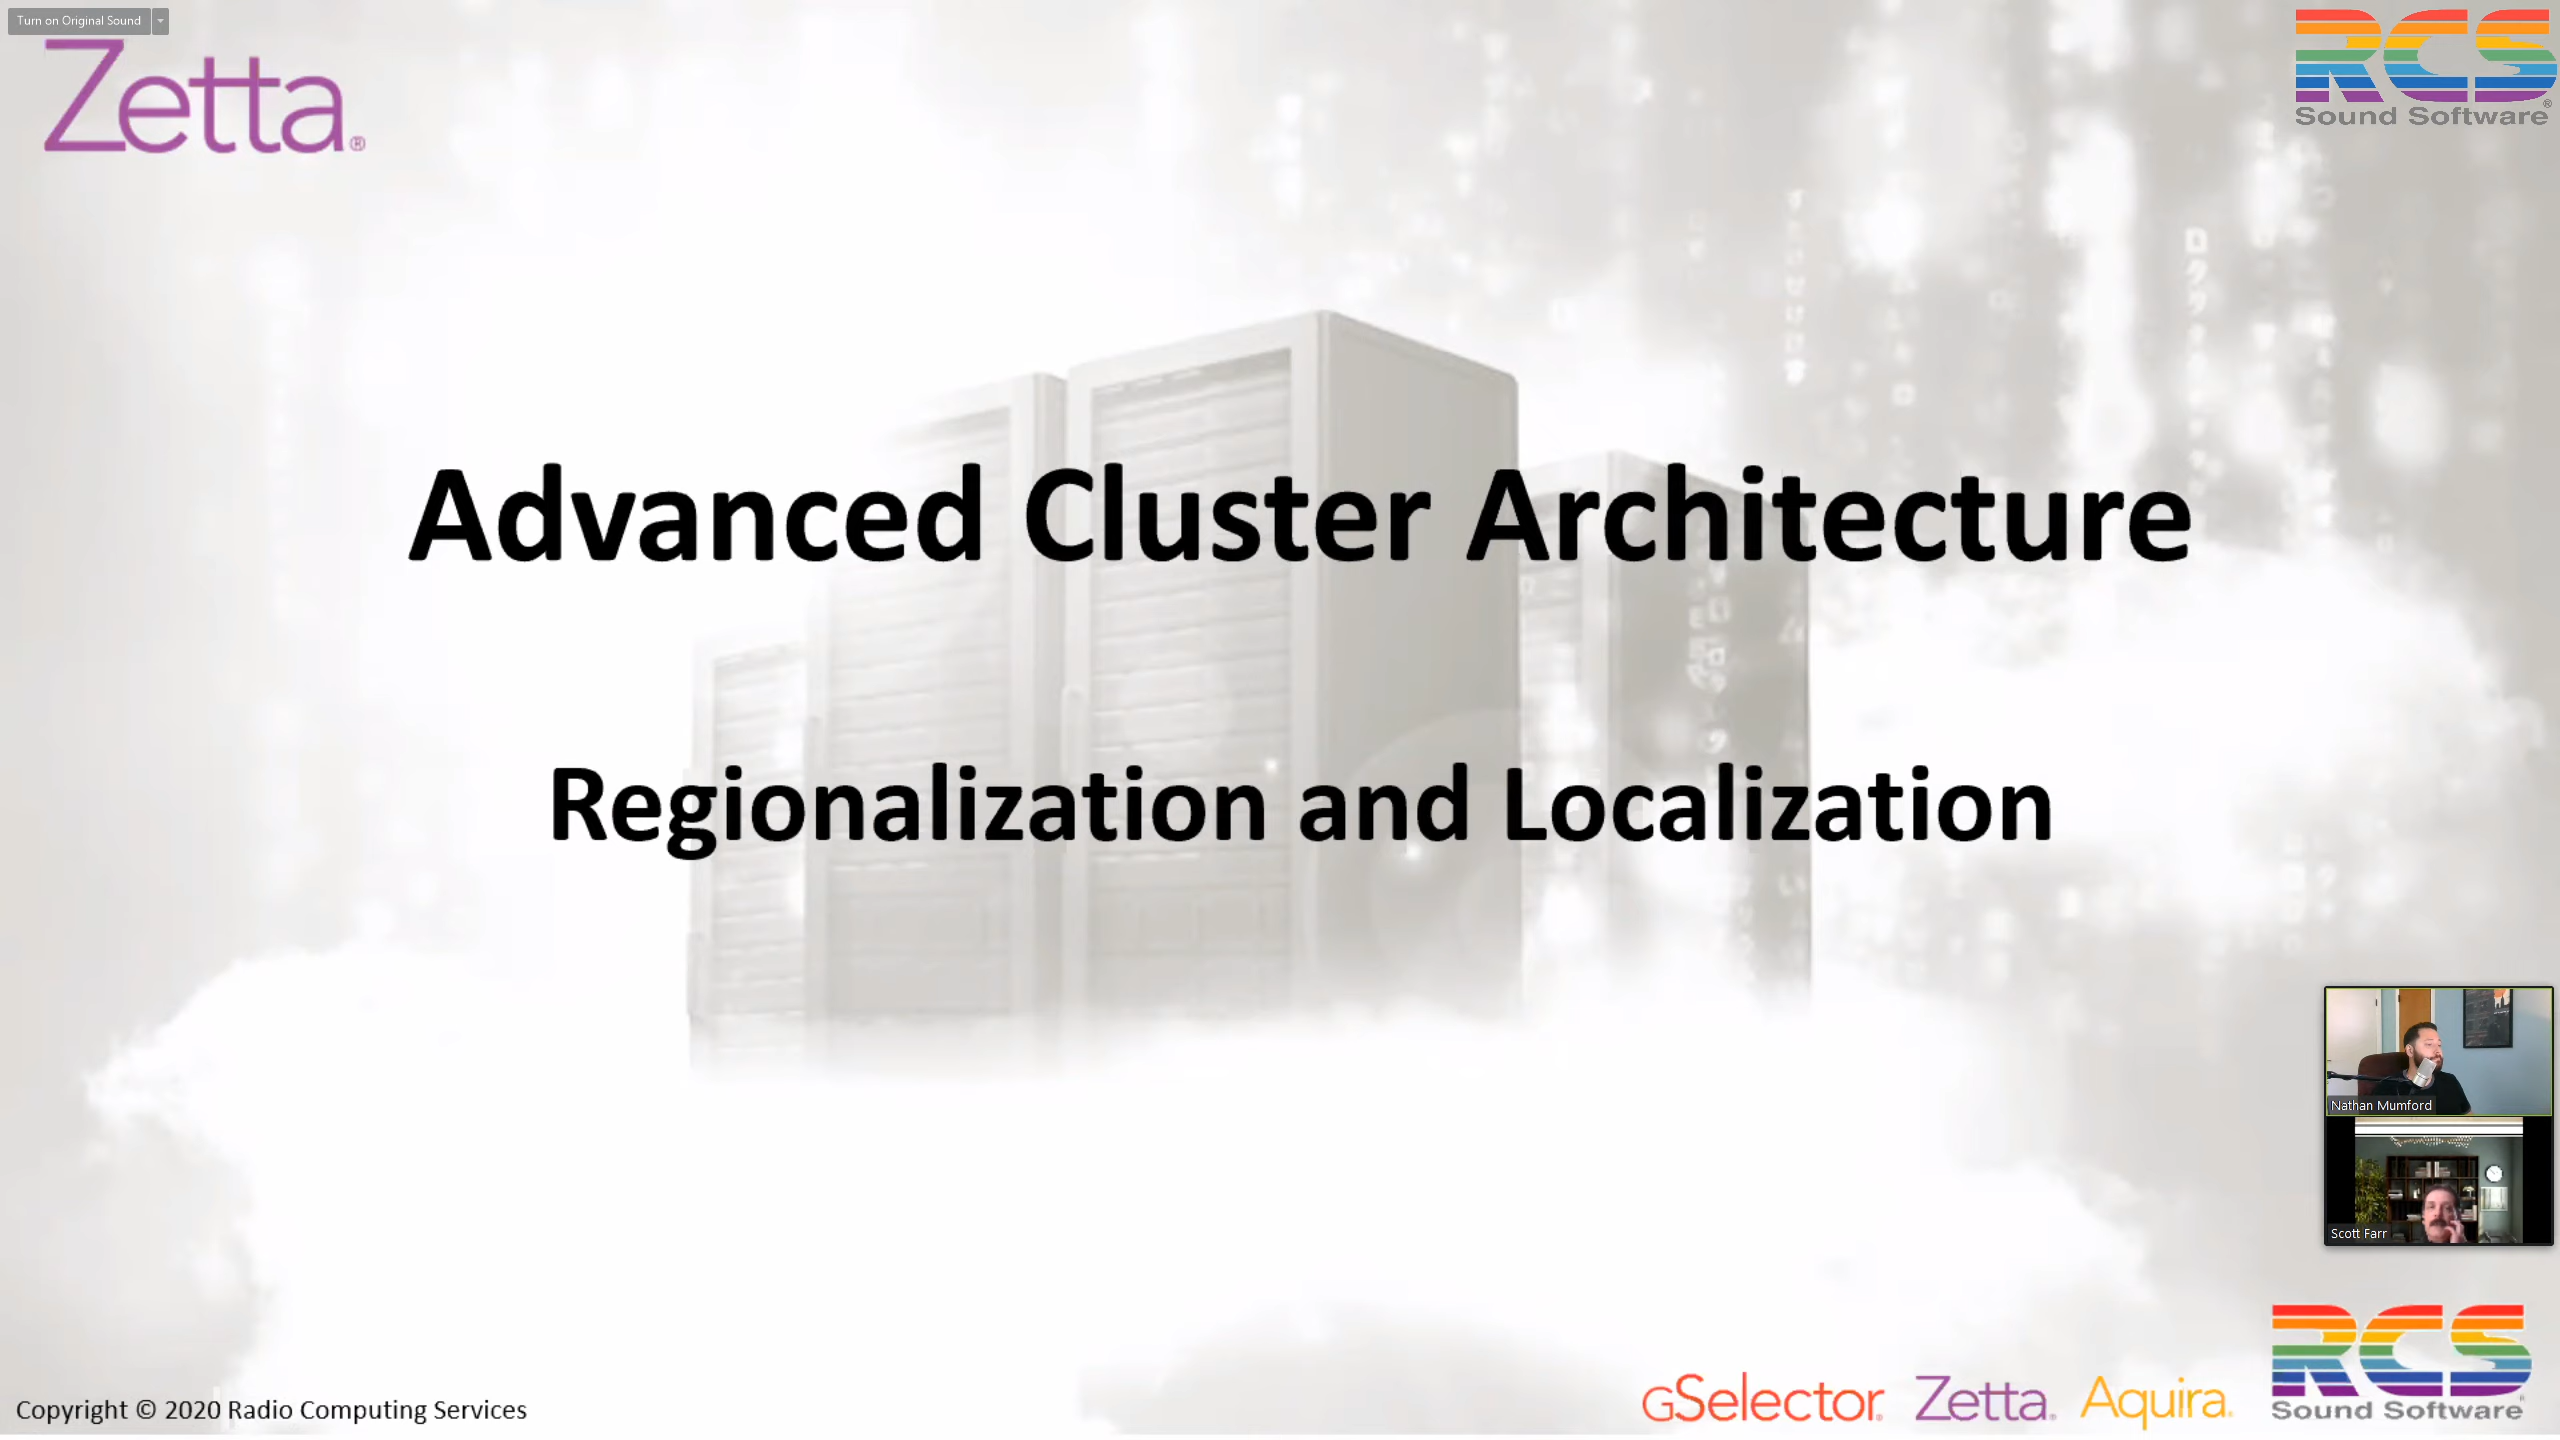 Turn on Original Sound
Zetta®
RCS
Sound Software®
Advanced Cluster Architecture
Regionalization and Localization
Nathan Mumford
Scott Farr
Copyright © 2020 Radio Computing Services
GSelector® Zetta® Aquira®
RCS
Sound Software®